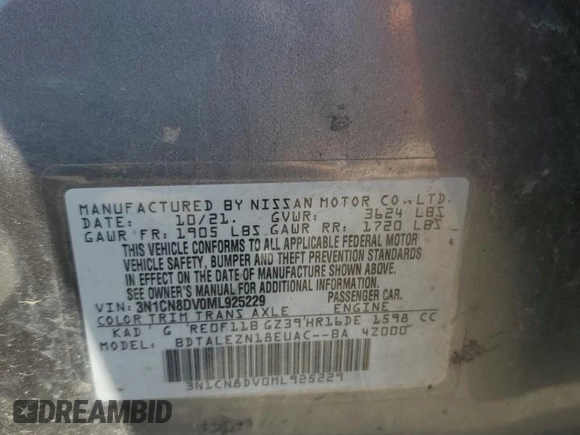 MANUFACTURED BY NISSAN MOTOR CO.,LTD.
DATE: 10/21. GVWR: 3624 LBS
GAWR FR: 1905 LBS.GAWR RR: 1720 LBS
THIS VEHICLE CONFORMS TO ALL APPLICABLE FEDERAL MOTOR
VEHICLE SAFETY, BUMPER AND THEFT PREVENTION STANDARDS
IN EFFECT ON THE DATE OF MANUFACTURE SHOWN ABOVE.
SEE OWNER'S MANUAL FOR ADDITIONAL INFORMATION.
VIN: 3N1CN8DV0ML925229 PASSENGER CAR.
COLOR TRIM TRANS AXLE ENGINE
KAD G RE0F11B GZ39 HR16DE 1598 CC
MODEL: BDTALEZN18EUAC--BA 42000
3N1CN8DV0ML925229
DREAMBID